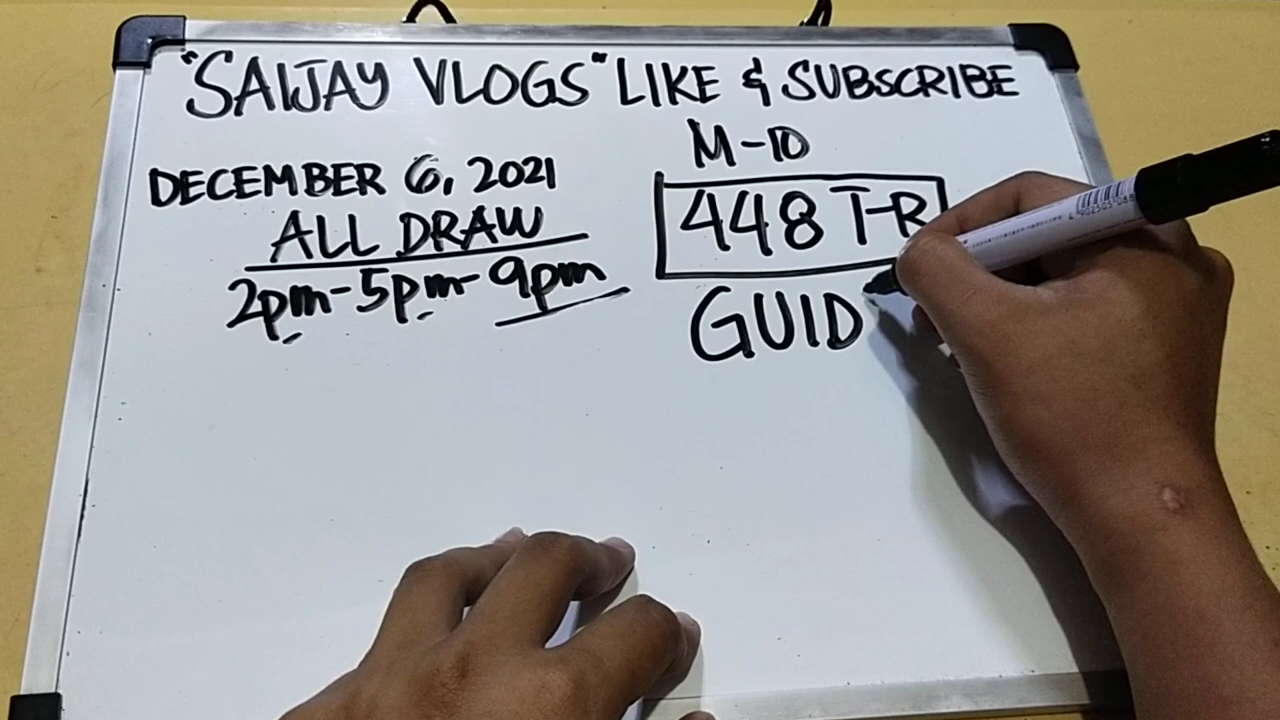 "SAIJAY VLOGS" LIKE & SUBSCRIBE
DECEMBER 6, 2021
ALL DRAW
2pm-5pm-9pm
M-10
448 T-R
GUID